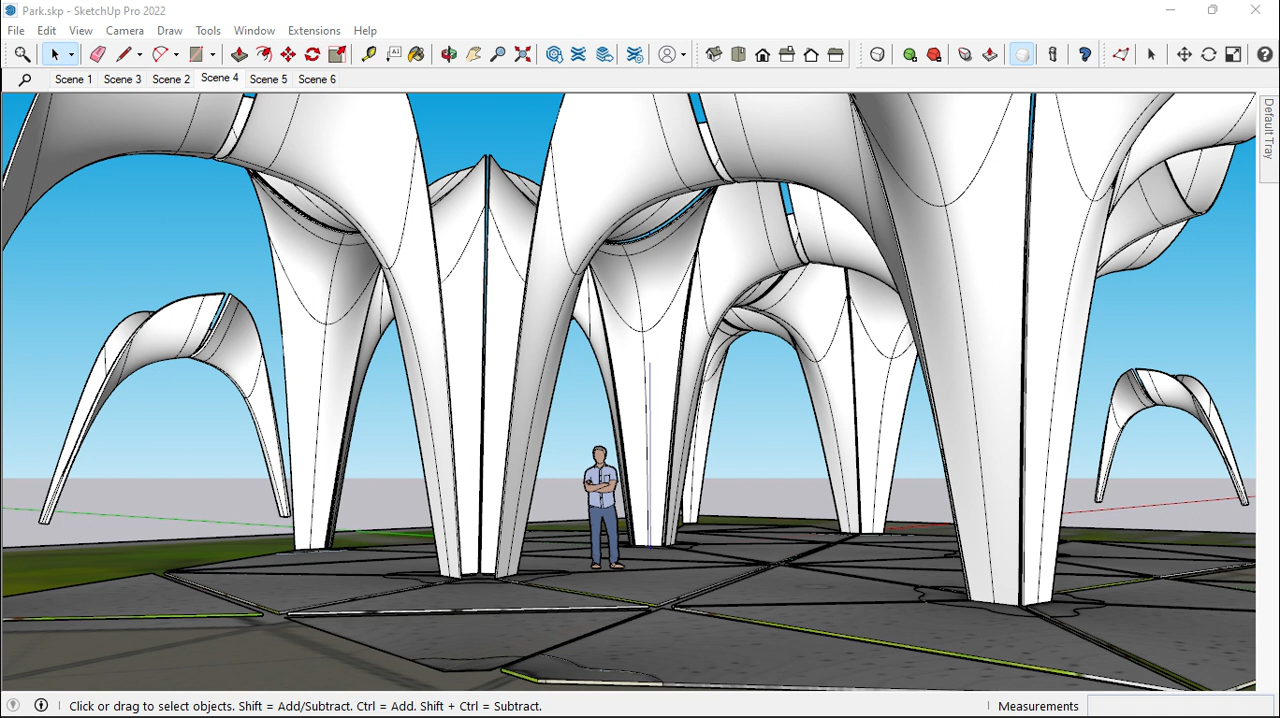 Park.skp - SketchUp Pro 2022
File Edit View Camera Draw Tools Window Extensions Help
Scene 1 Scene 3 Scene 2 Scene 4 Scene 5 Scene 6
Default Tray
Click or drag to select objects. Shift = Add/Subtract. Ctrl = Add. Shift + Ctrl = Subtract.
Measurements